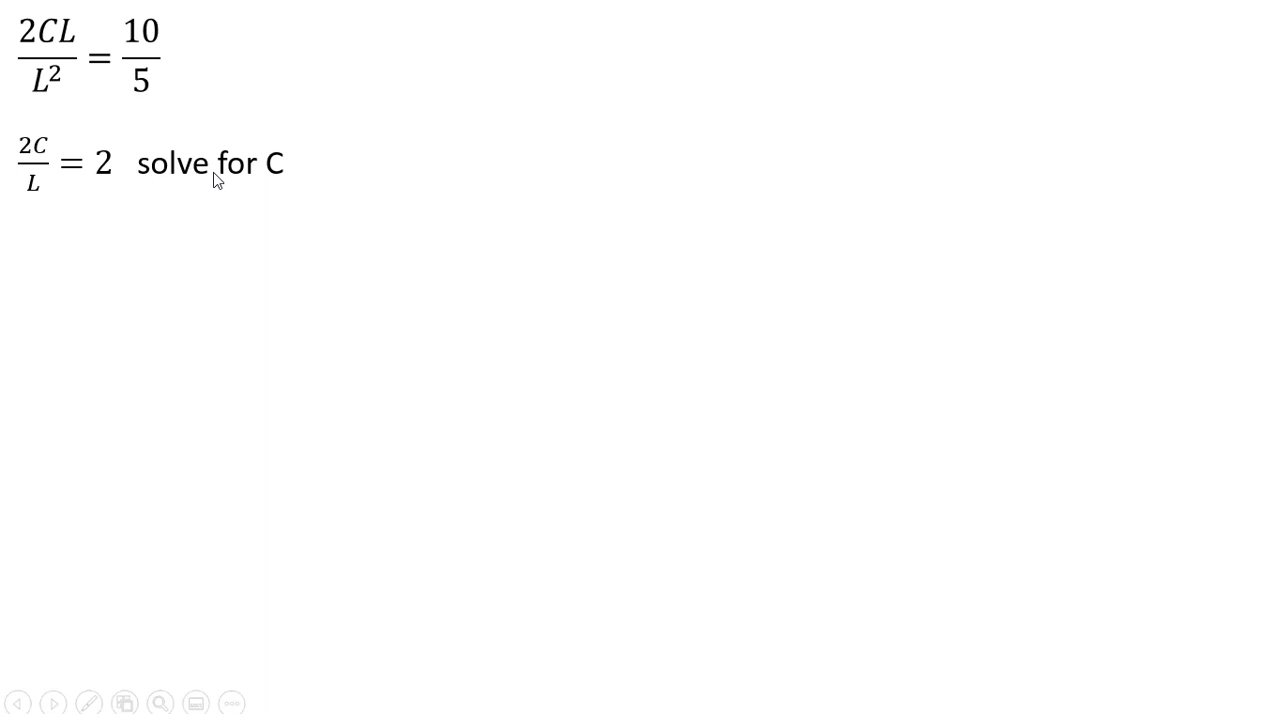 2CL/L² = 10/5
2C/L = 2 solve for C